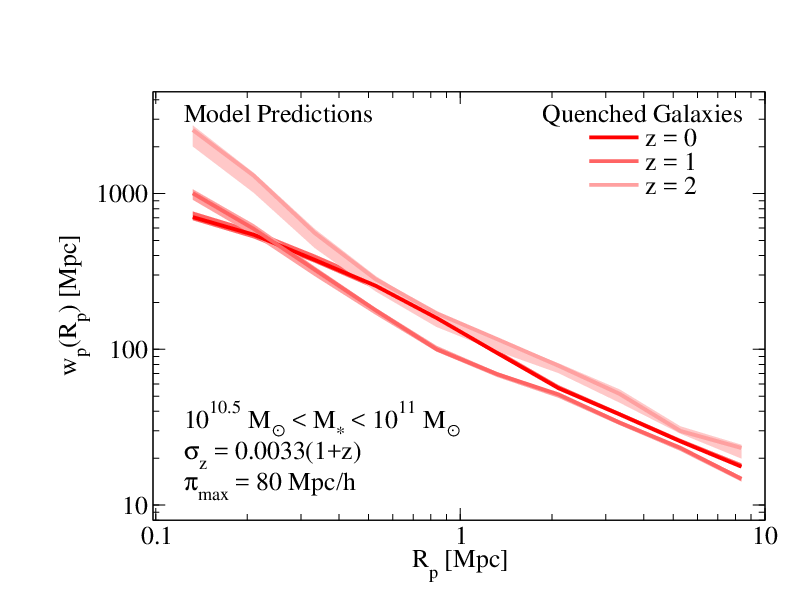 Model Predictions
Quenched Galaxies
z = 0
z = 1
z = 2
1000
100
10
w_p(R_p) [Mpc]
10^10.5 M_⊙ < M_* < 10^11 M_⊙
σ_z = 0.0033(1+z)
π_max = 80 Mpc/h
0.1
1
10
R_p [Mpc]